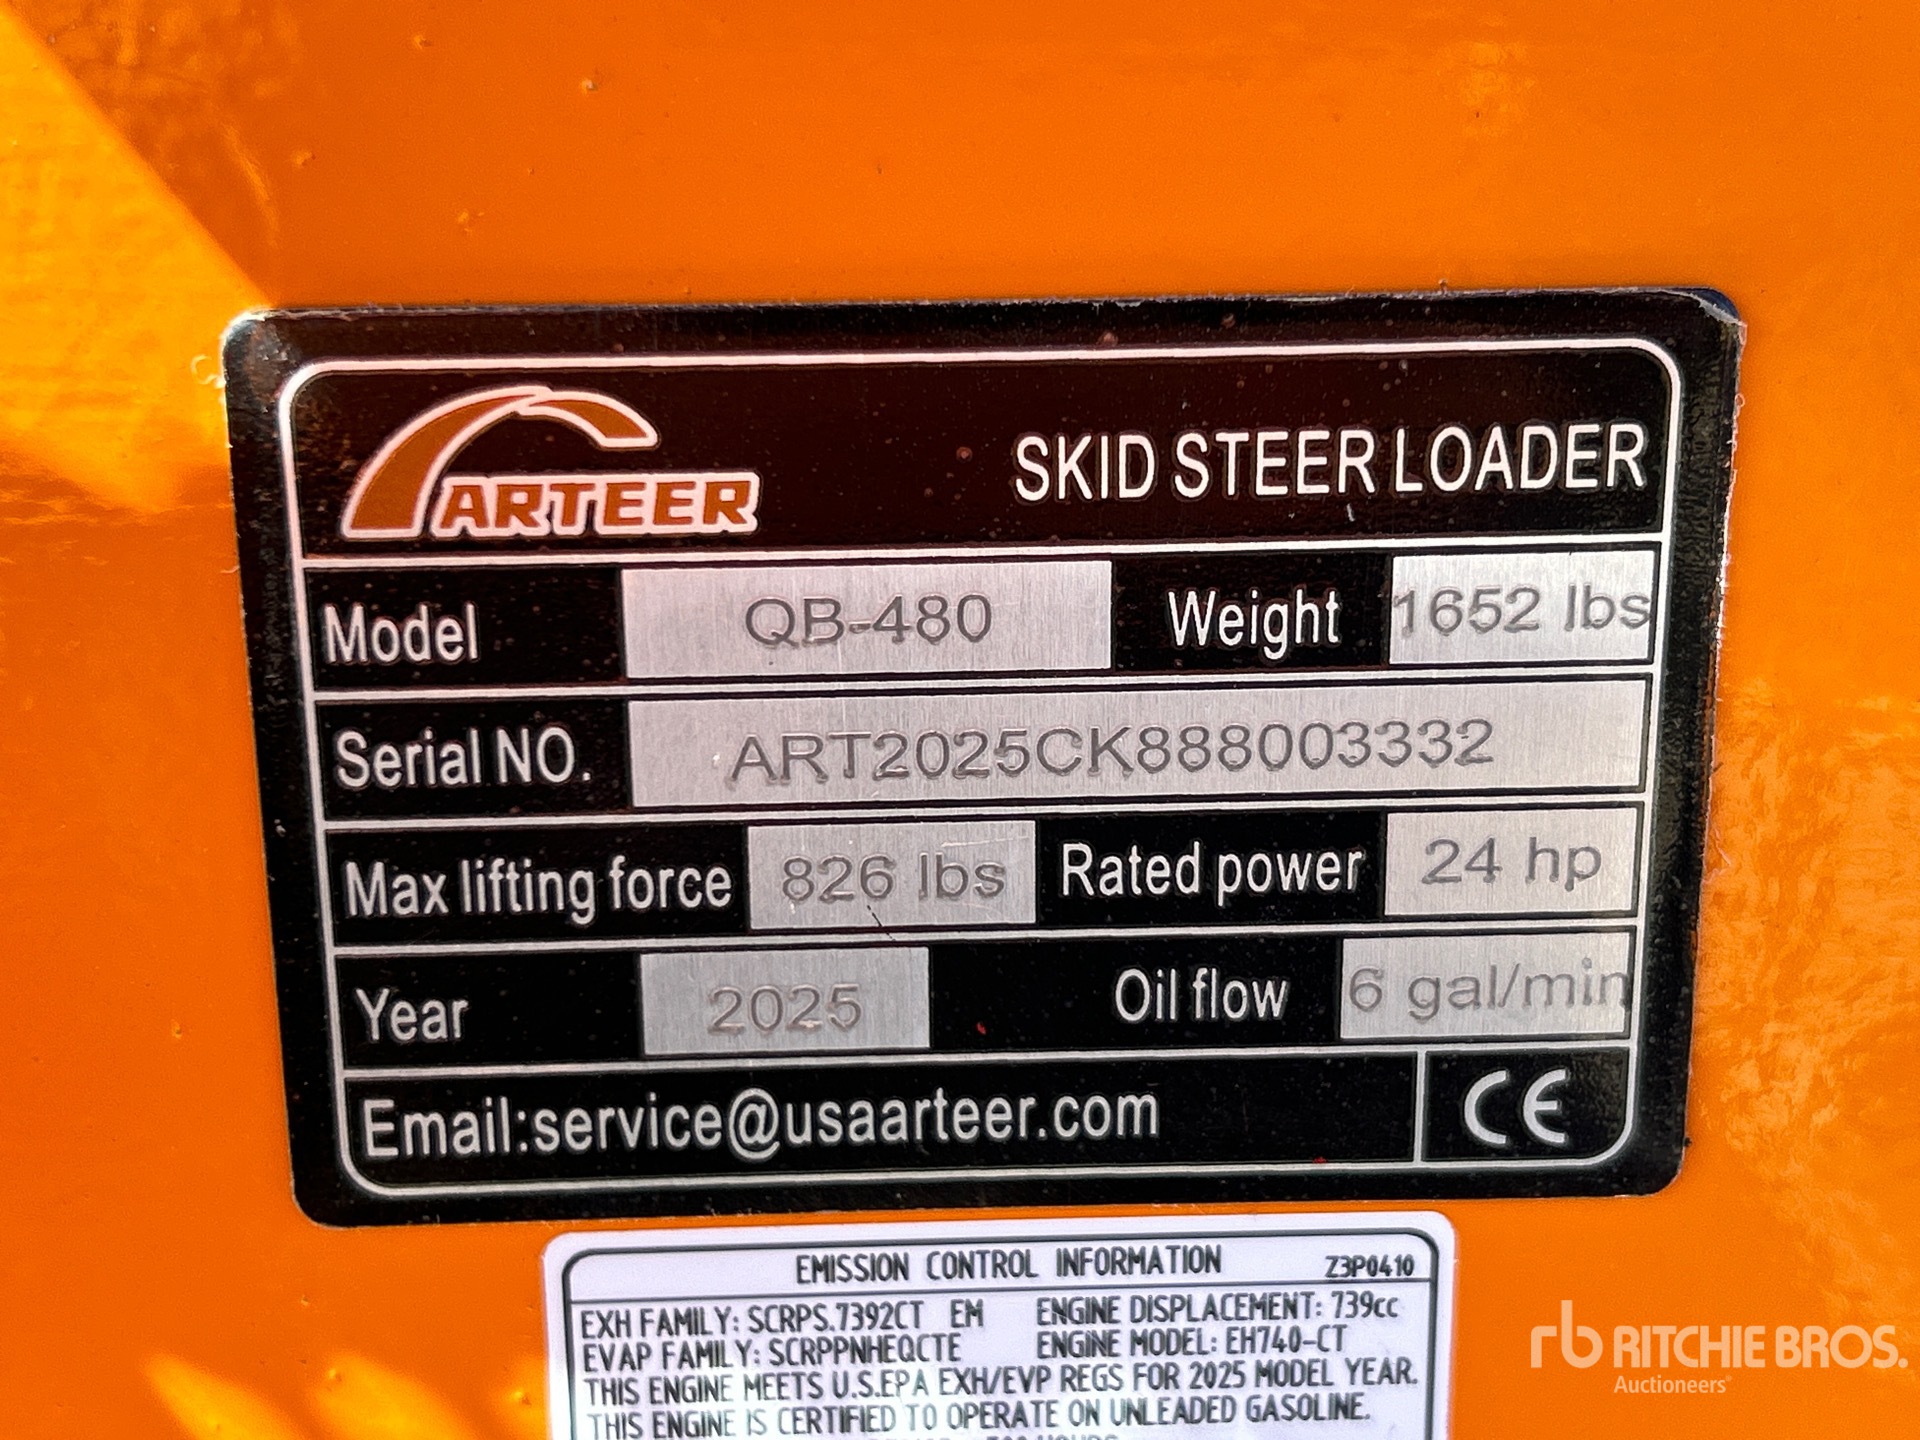 ARTEER
SKID STEER LOADER
Model QB-480 Weight 1652 lbs
Serial NO. ART2025CK888003332
Max lifting force 826 lbs Rated power 24 hp
Year 2025 Oil flow 6 gal/min
Email:service@usaarteer.com CE
EMISSION CONTROL INFORMATION Z3P0410
EXH FAMILY: SCRPS.7392CT EM ENGINE DISPLACEMENT: 739cc
EVAP FAMILY: SCRPPNHEQCTE ENGINE MODEL: EH740-CT
THIS ENGINE MEETS U.S.EPA EXH/EVP REGS FOR 2025 MODEL YEAR.
THIS ENGINE IS CERTIFIED TO OPERATE ON UNLEADED GASOLINE.
rb RITCHIE BROS.
Auctioneers